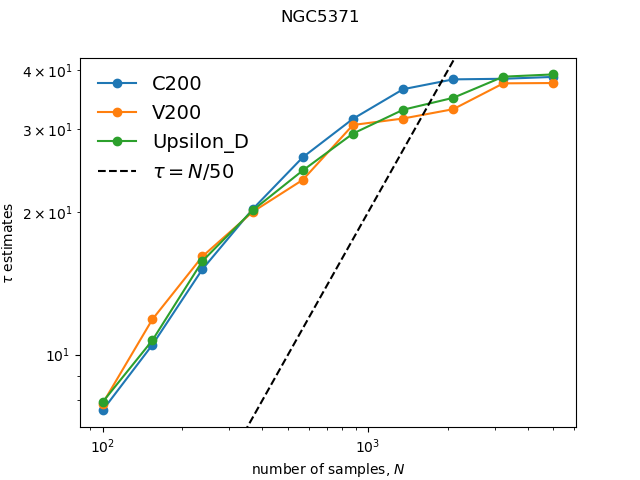 NGC5371
C200
V200
Upsilon_D
τ = N/50
4 × 10¹
3 × 10¹
2 × 10¹
10¹
τ estimates
10²
10³
number of samples, N